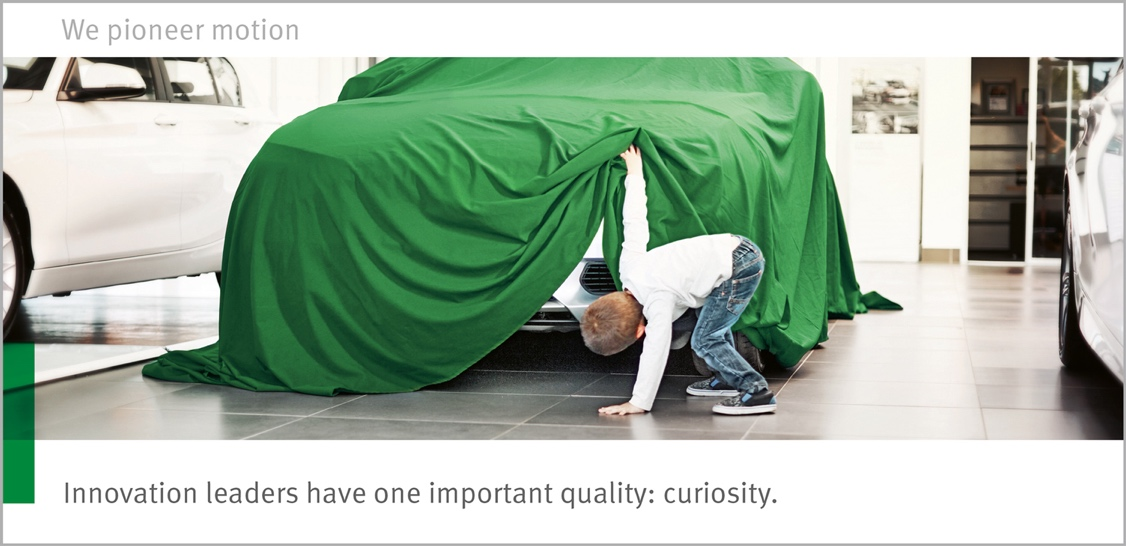 We pioneer motion
Innovation leaders have one important quality: curiosity.